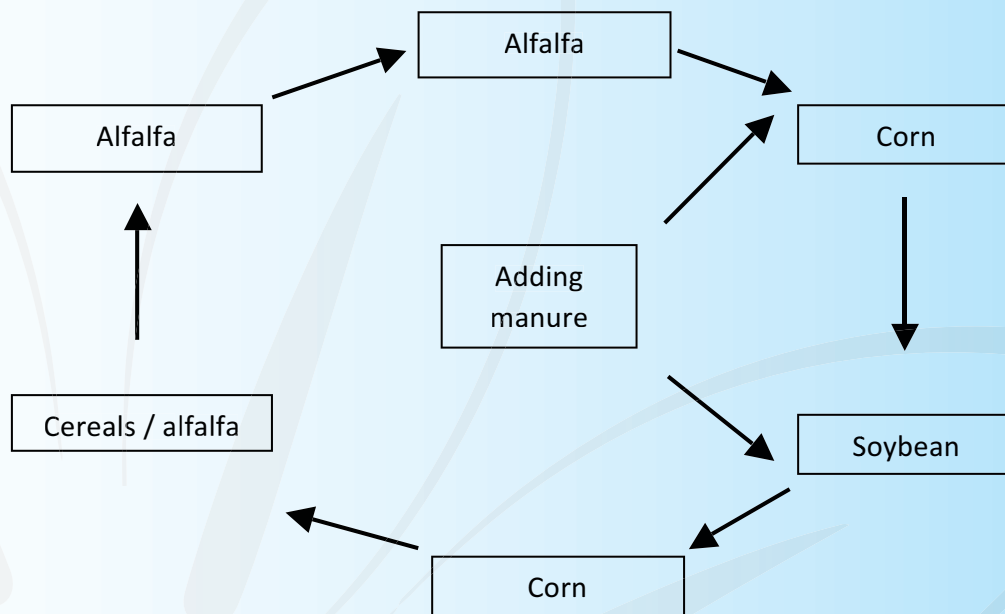 Alfalfa
Alfalfa
Corn
Adding
manure
Cereals / alfalfa
Soybean
Corn